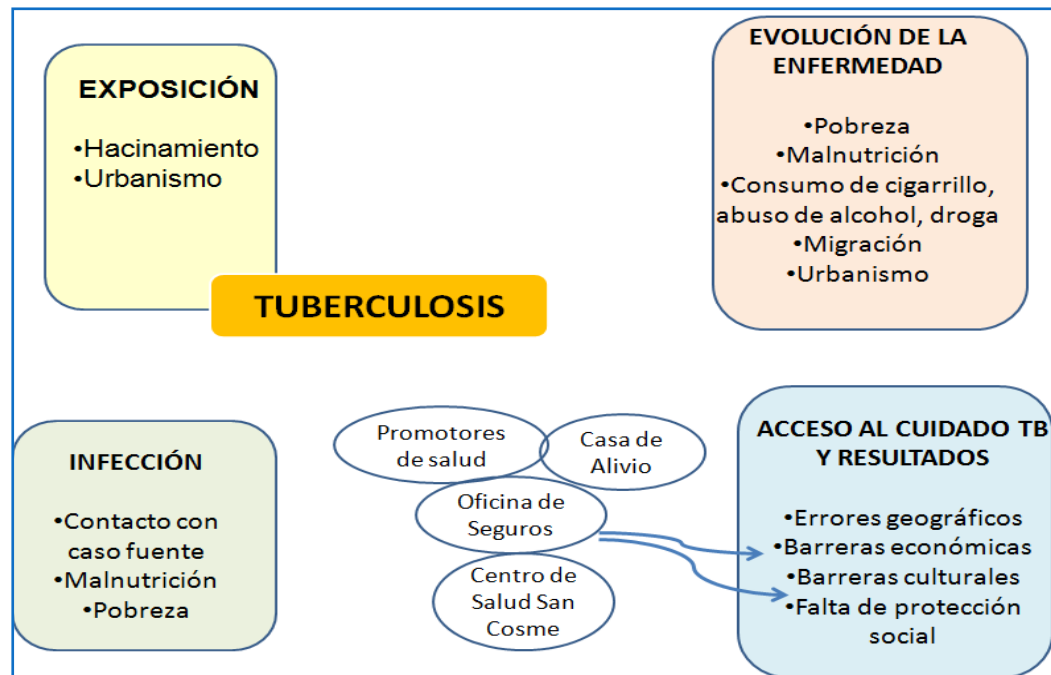 EXPOSICIÓN
•Hacinamiento
•Urbanismo
EVOLUCIÓN DE LA
ENFERMEDAD
•Pobreza
•Malnutrición
•Consumo de cigarrillo,
abuso de alcohol, droga
•Migración
•Urbanismo
TUBERCULOSIS
INFECCIÓN
•Contacto con
caso fuente
•Malnutrición
•Pobreza
Promotores
de salud
Casa de
Alivio
Oficina de
Seguros
Centro de
Salud San
Cosme
ACCESO AL CUIDADO TB
Y RESULTADOS
•Errores geográficos
•Barreras económicas
•Barreras culturales
•Falta de protección
social